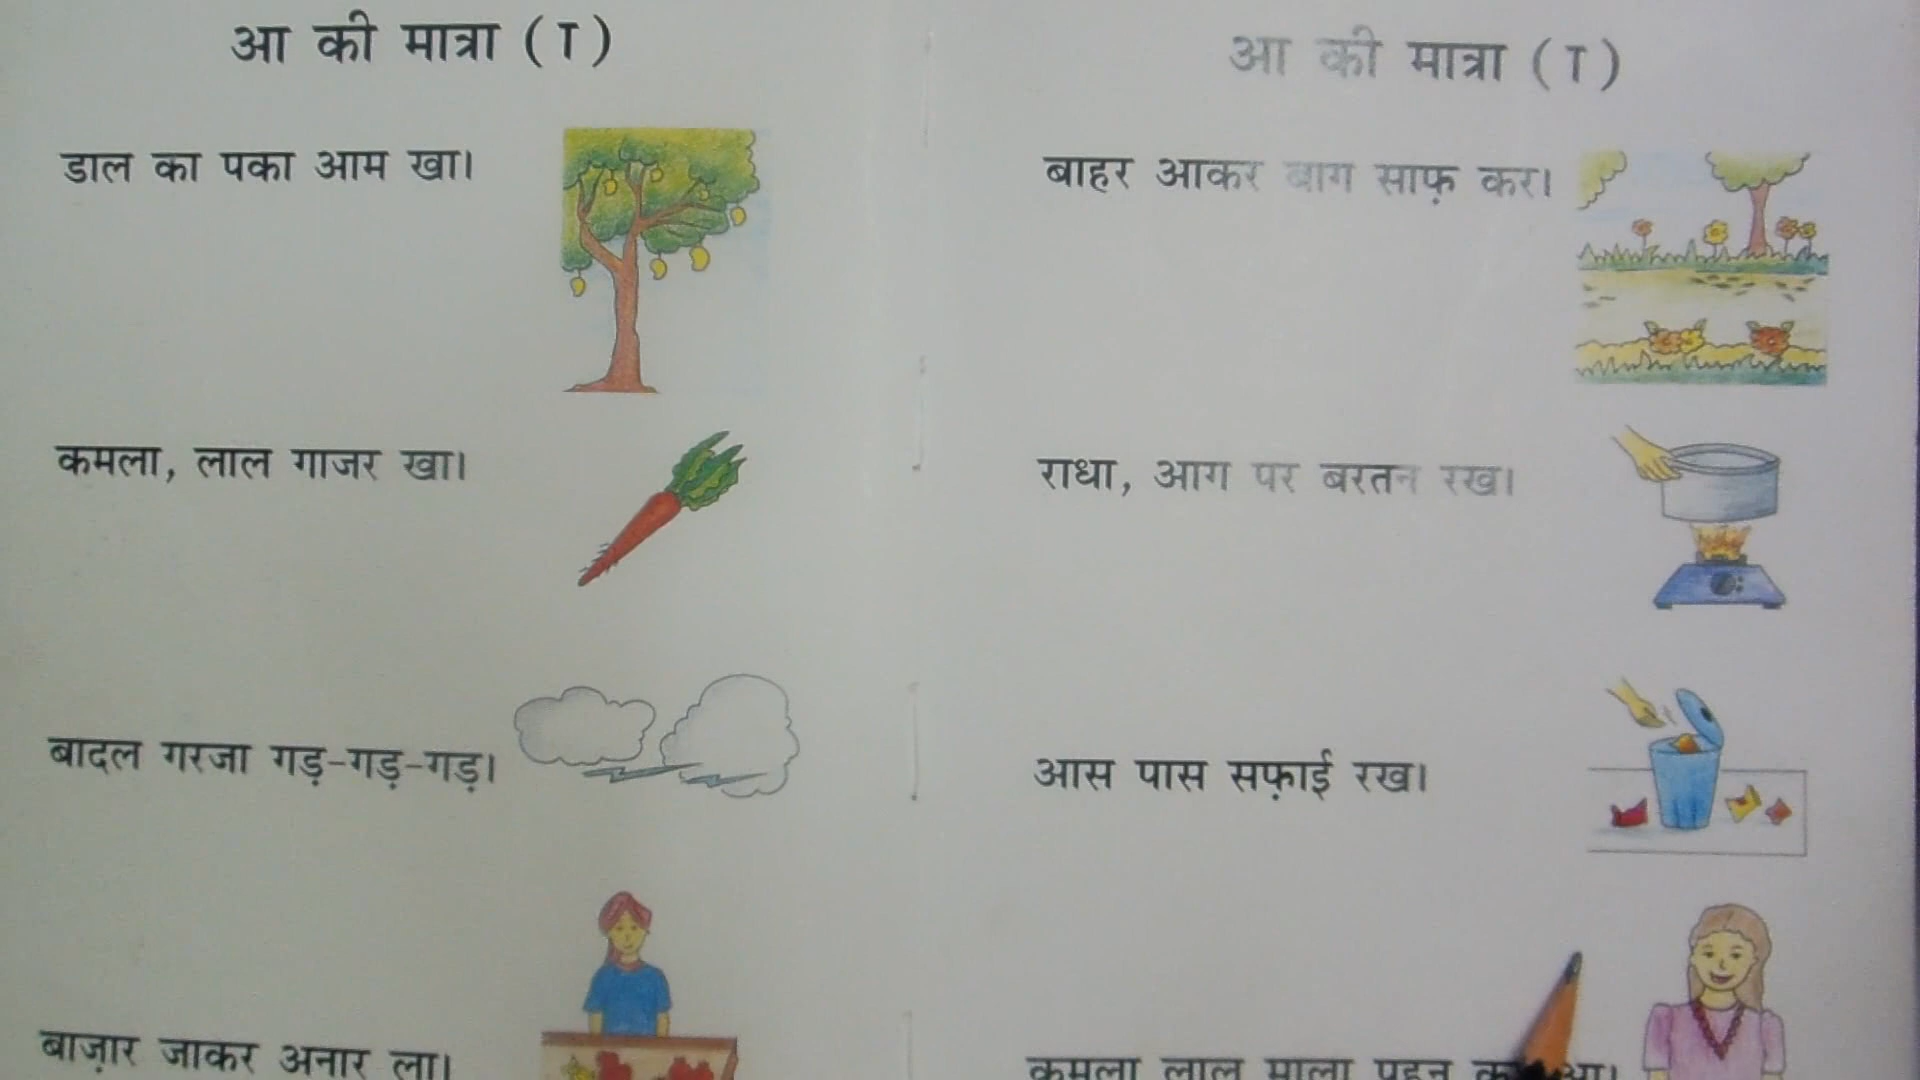 आ की मात्रा (ा)
डाल का पका आम खा।
कमला, लाल गाजर खा।
बादल गरजा गड़-गड़-गड़।
बाज़ार जाकर अनार ला।
आ की मात्रा (ा)
बाहर आकर बाग साफ़ कर।
राधा, आग पर बरतन रख।
आस पास सफ़ाई रख।
कमला लाल माला पहन